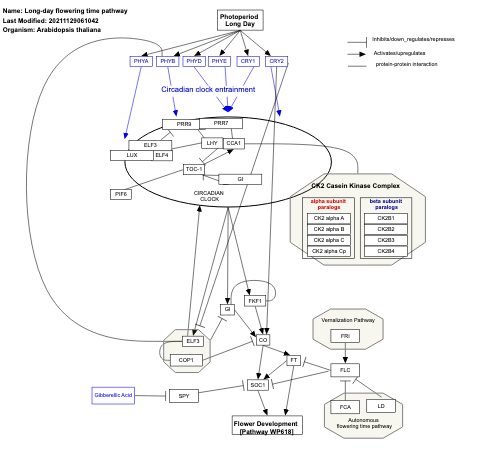 Name: Long-day flowering time pathway
Last Modified: 20211129061042
Organism: Arabidopsis thaliana
Photoperiod
Long Day
Inhibits/down_regulates/represses
Activates/upregulates
protein-protein interaction
PHYA
PHYB
PHYD
PHYE
CRY1
CRY2
Circadian clock entrainment
PRR9
PRR7
ELF3
LUX
ELF4
LHY
CCA1
TOC-1
GI
PIF6
CIRCADIAN
CLOCK
CK2 Casein Kinase Complex
alpha subunit
paralogs
beta subunit
paralogs
CK2 alpha A
CK2B1
CK2 alpha B
CK2B2
CK2 alpha C
CK2B3
CK2 alpha Cp
CK2B4
FKF1
GI
ELF3
COP1
CO
FT
SOC1
Vernalization Pathway
FRI
FLC
FCA
LD
Autonomous
flowering time pathway
Gibberellic Acid
SPY
Flower Development
[Pathway WP618]